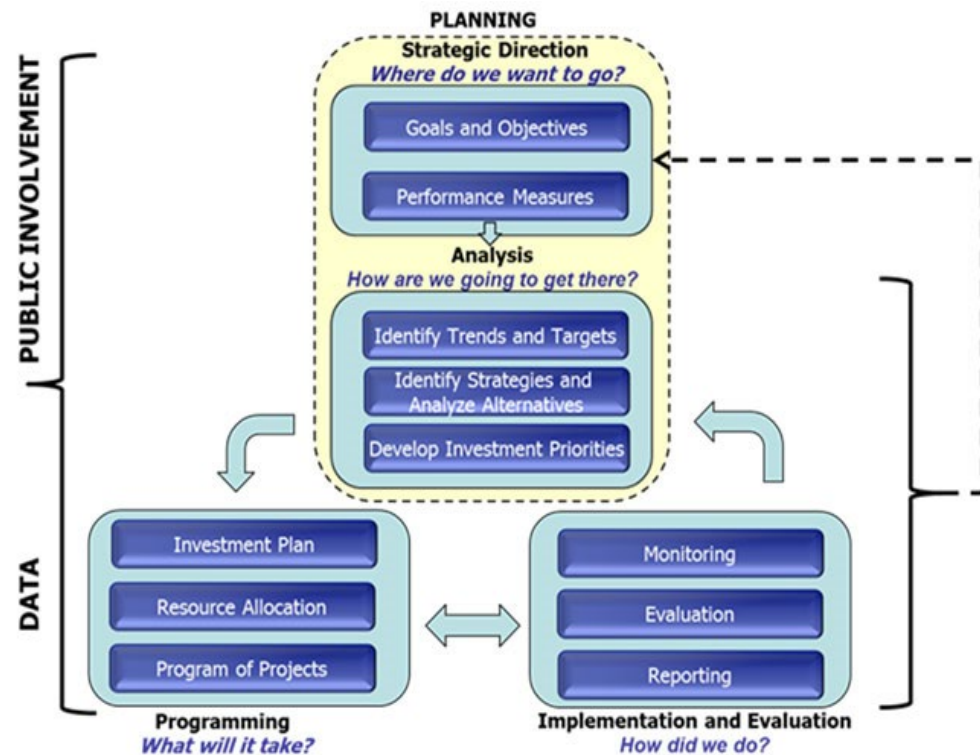 PLANNING
Strategic Direction
Where do we want to go?
Goals and Objectives
Performance Measures
Analysis
How are we going to get there?
Identify Trends and Targets
Identify Strategies and
Analyze Alternatives
Develop Investment Priorities
PUBLIC INVOLVEMENT
DATA
Investment Plan
Resource Allocation
Program of Projects
Programming
What will it take?
Monitoring
Evaluation
Reporting
Implementation and Evaluation
How did we do?